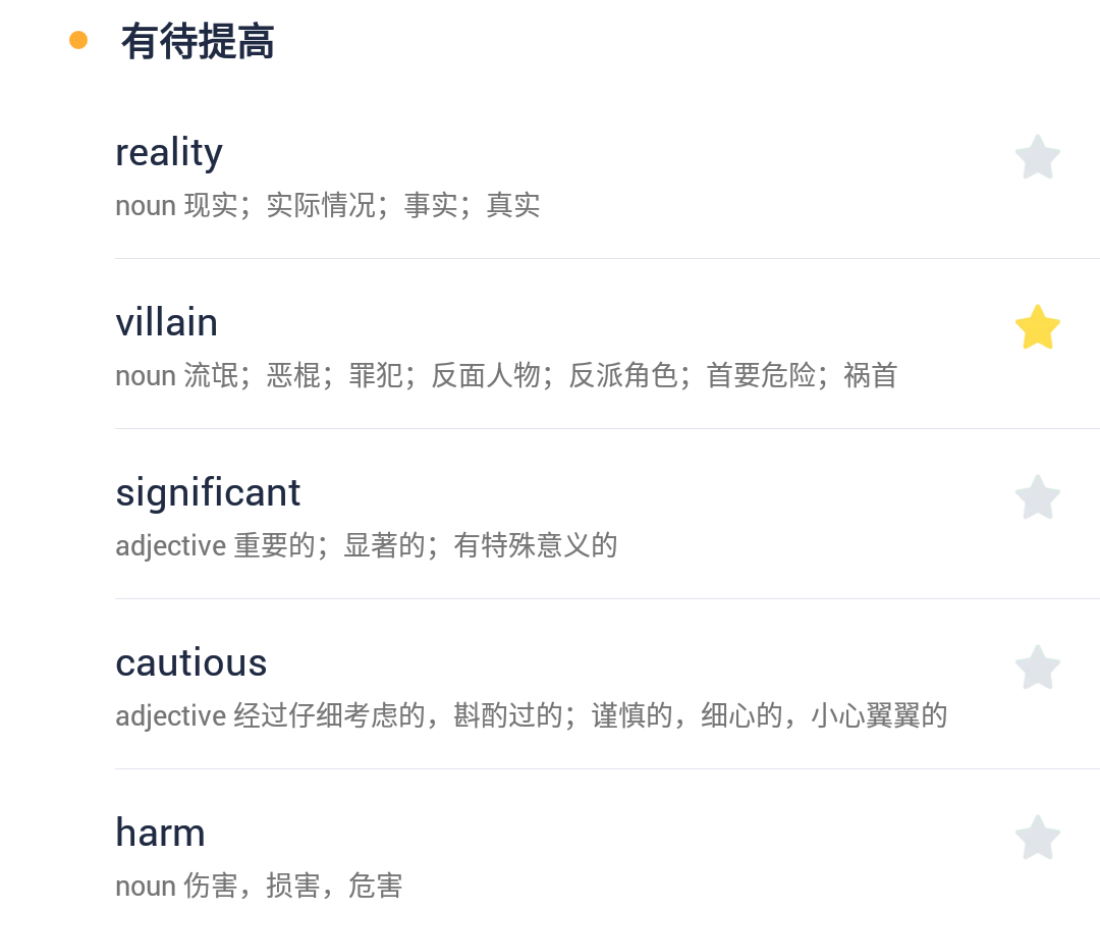 有待提高
reality
noun 现实；实际情况；事实；真实
villain
noun 流氓；恶棍；罪犯；反面人物；反派角色；首要危险；祸首
significant
adjective 重要的；显著的；有特殊意义的
cautious
adjective 经过仔细考虑的，斟酌过的；谨慎的，细心的，小心翼翼的
harm
noun 伤害，损害，危害